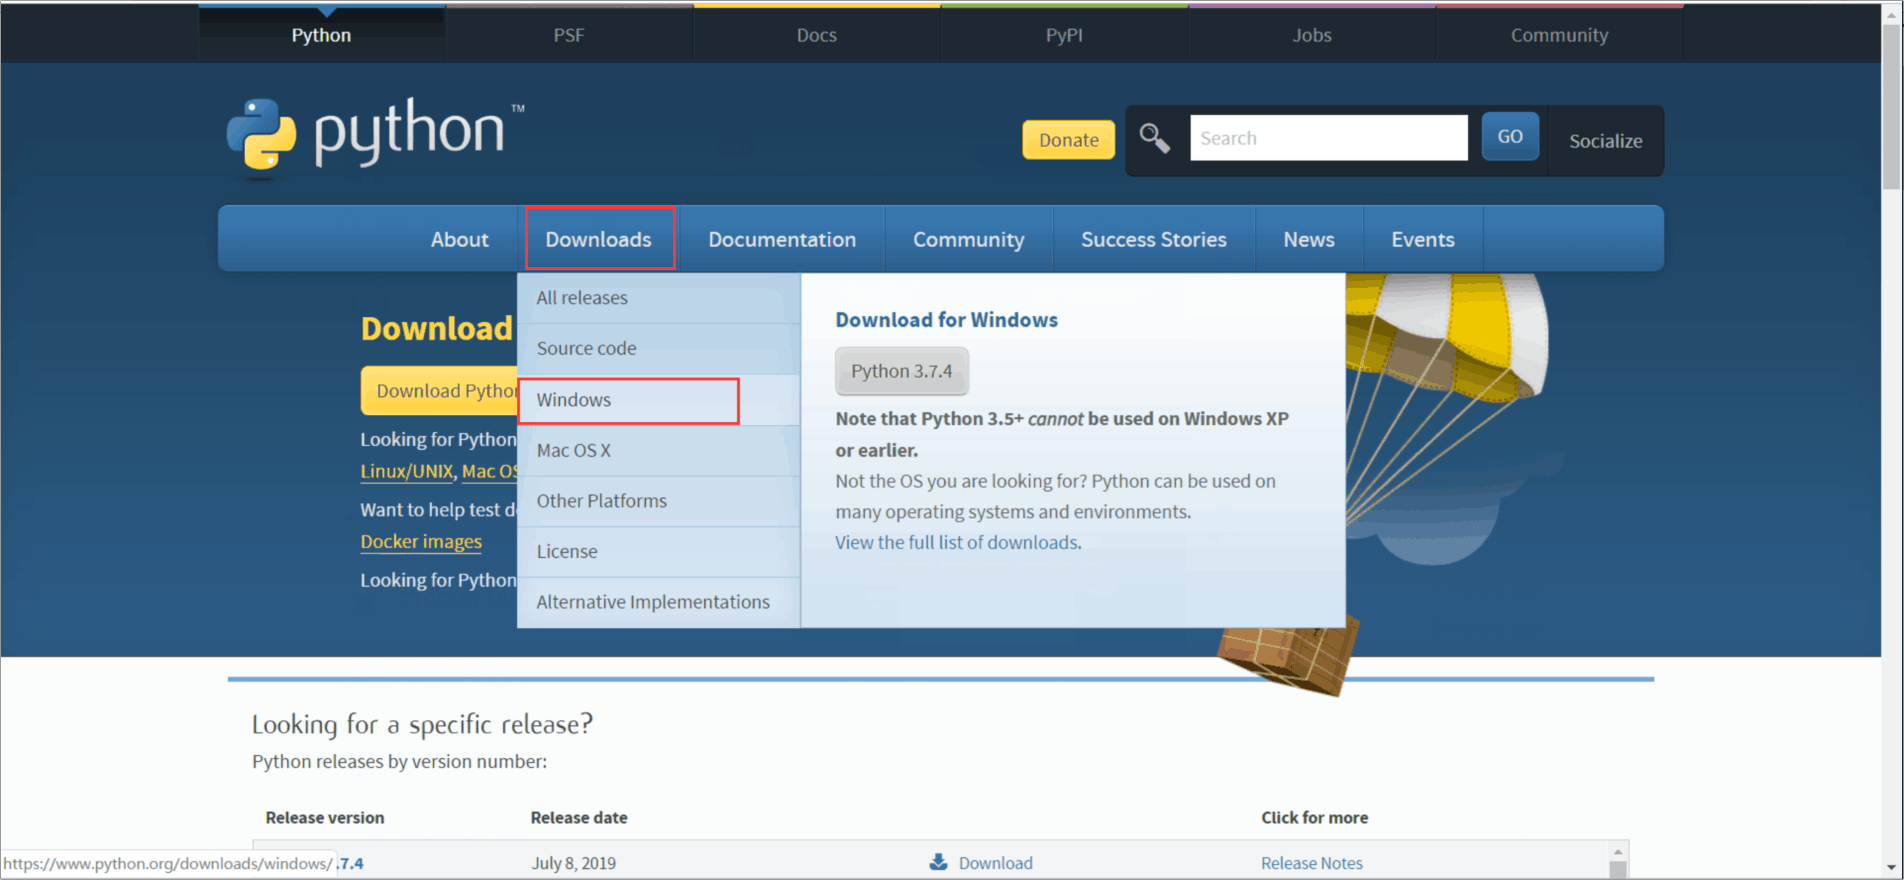 Python
PSF
Docs
PyPI
Jobs
Community
python™
Donate
Search
GO
Socialize
About
Downloads
Documentation
Community
Success Stories
News
Events
All releases
Source code
Windows
Mac OS X
Other Platforms
License
Alternative Implementations
Download for Windows
Python 3.7.4
Note that Python 3.5+ cannot be used on Windows XP
or earlier.
Not the OS you are looking for? Python can be used on
many operating systems and environments.
View the full list of downloads.
Download
Download Python
Looking for Python
Linux/UNIX, Mac OS
Want to help test d
Docker images
Looking for Python
Looking for a specific release?
Python releases by version number:
Release version
Release date
Click for more
.7.4
July 8, 2019
Download
Release Notes
https://www.python.org/downloads/windows/